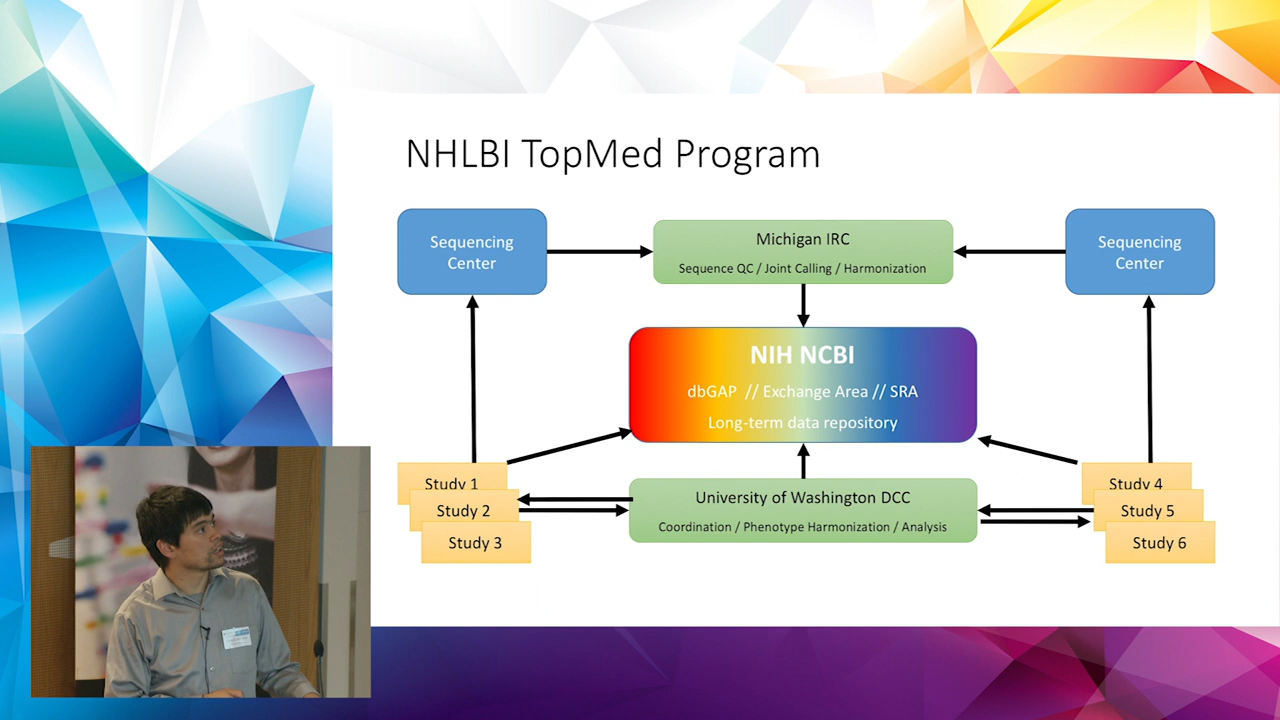 NHLBI TopMed Program
Sequencing
Center
Michigan IRC
Sequence QC / Joint Calling / Harmonization
Sequencing
Center
NIH NCBI
dbGAP // Exchange Area // SRA
Long-term data repository
Study 1
Study 2
Study 3
University of Washington DCC
Coordination / Phenotype Harmonization / Analysis
Study 4
Study 5
Study 6